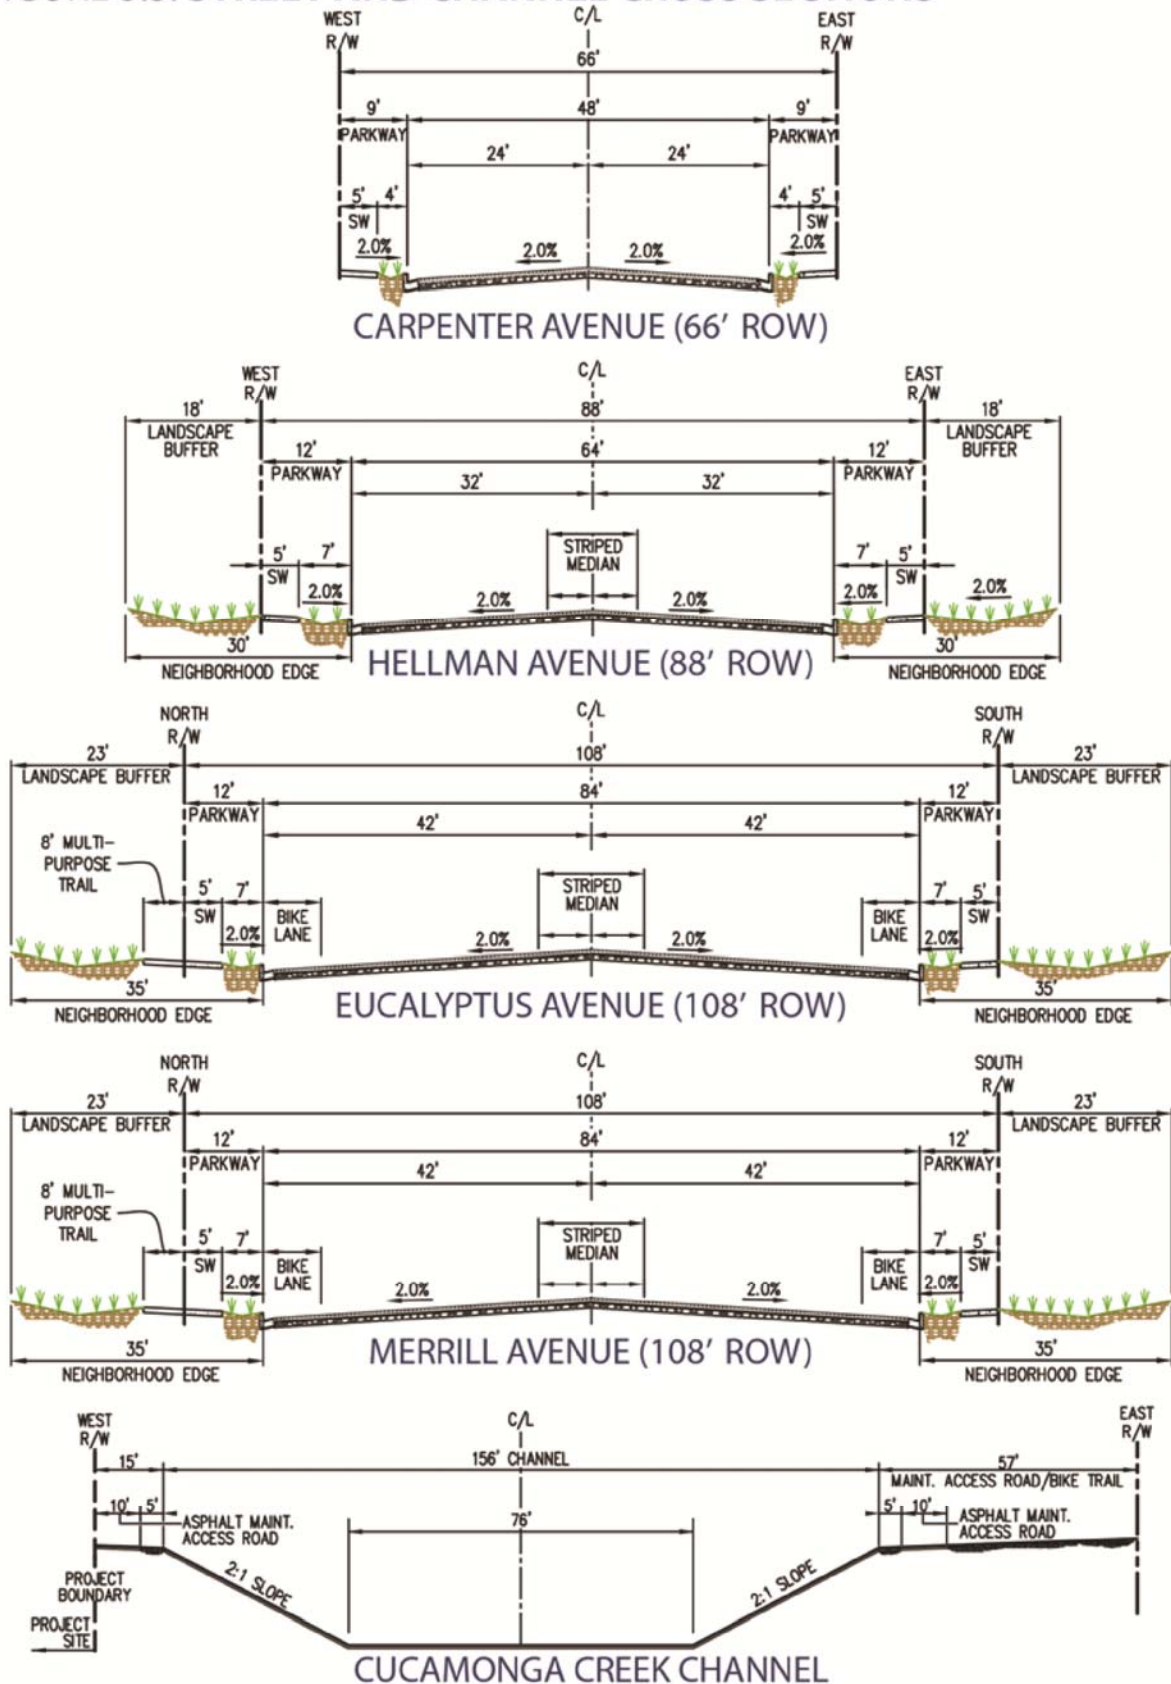 WEST C/L EAST
R/W R/W
66'
9' 48' 9'
PARKWAY PARKWAY
24' 24'
5' 4' 4' 5'
SW SW
2.0% 2.0% 2.0% 2.0%
CARPENTER AVENUE (66' ROW)
WEST C/L EAST
R/W R/W
18' 88' 18'
LANDSCAPE LANDSCAPE
BUFFER BUFFER
12' 64' 12'
PARKWAY PARKWAY
32' 32'
STRIPED
MEDIAN
5' 7' 7' 5'
SW SW
2.0% 2.0% 2.0% 2.0% 2.0%
30' 30'
NEIGHBORHOOD EDGE NEIGHBORHOOD EDGE
HELLMAN AVENUE (88' ROW)
NORTH C/L SOUTH
R/W R/W
23' 108' 23'
LANDSCAPE BUFFER LANDSCAPE BUFFER
12' 84' 12'
PARKWAY PARKWAY
42' 42'
8' MULTI-
PURPOSE
TRAIL
5' 7' STRIPED 7' 5'
SW BIKE MEDIAN BIKE SW
LANE LANE
2.0% 2.0% 2.0% 2.0%
35' 35'
NEIGHBORHOOD EDGE NEIGHBORHOOD EDGE
EUCALYPTUS AVENUE (108' ROW)
NORTH C/L SOUTH
R/W R/W
23' 108' 23'
LANDSCAPE BUFFER LANDSCAPE BUFFER
12' 84' 12'
PARKWAY PARKWAY
42' 42'
8' MULTI-
PURPOSE
TRAIL
5' 7' STRIPED 7' 5'
SW BIKE MEDIAN BIKE SW
LANE LANE
2.0% 2.0% 2.0% 2.0%
35' 35'
NEIGHBORHOOD EDGE NEIGHBORHOOD EDGE
MERRILL AVENUE (108' ROW)
WEST C/L EAST
R/W R/W
15' 156' CHANNEL 57'
MAINT. ACCESS ROAD/BIKE TRAIL
10' 5' 76' 5' 10'
ASPHALT MAINT. ASPHALT MAINT.
ACCESS ROAD ACCESS ROAD
2:1 SLOPE 2:1 SLOPE
PROJECT
BOUNDARY
PROJECT
SITE
CUCAMONGA CREEK CHANNEL